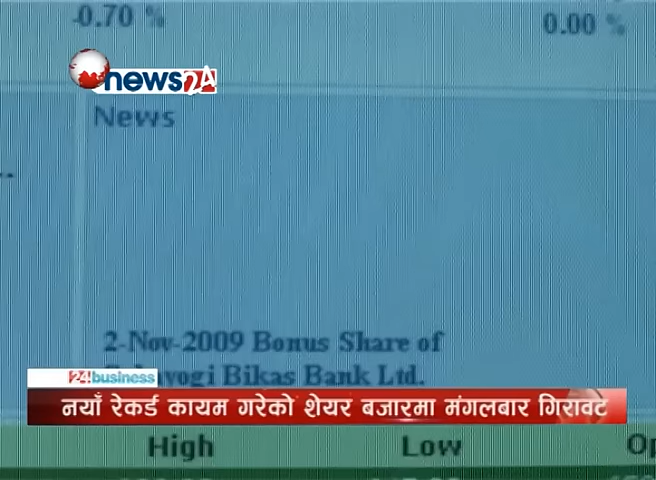 -0.70 %
0.00 %
news24
News
2-Nov-2009 Bonus Share of
Bikas Bank Ltd.
24business
नयाँ रेकर्ड कायम गरेको शेयर बजारमा मंगलबार गिरावट
High Low